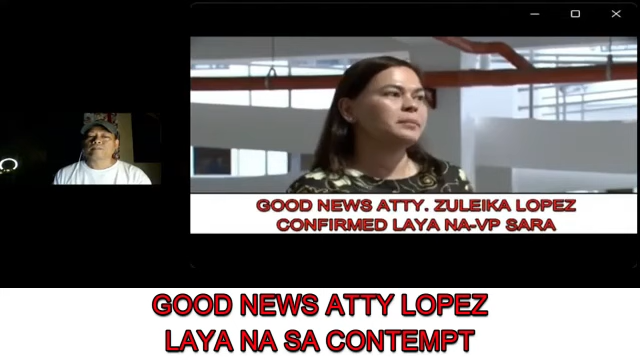 GOOD NEWS ATTY. ZULEIKA LOPEZ
CONFIRMED LAYA NA-VP SARA
GOOD NEWS ATTY LOPEZ
LAYA NA SA CONTEMPT